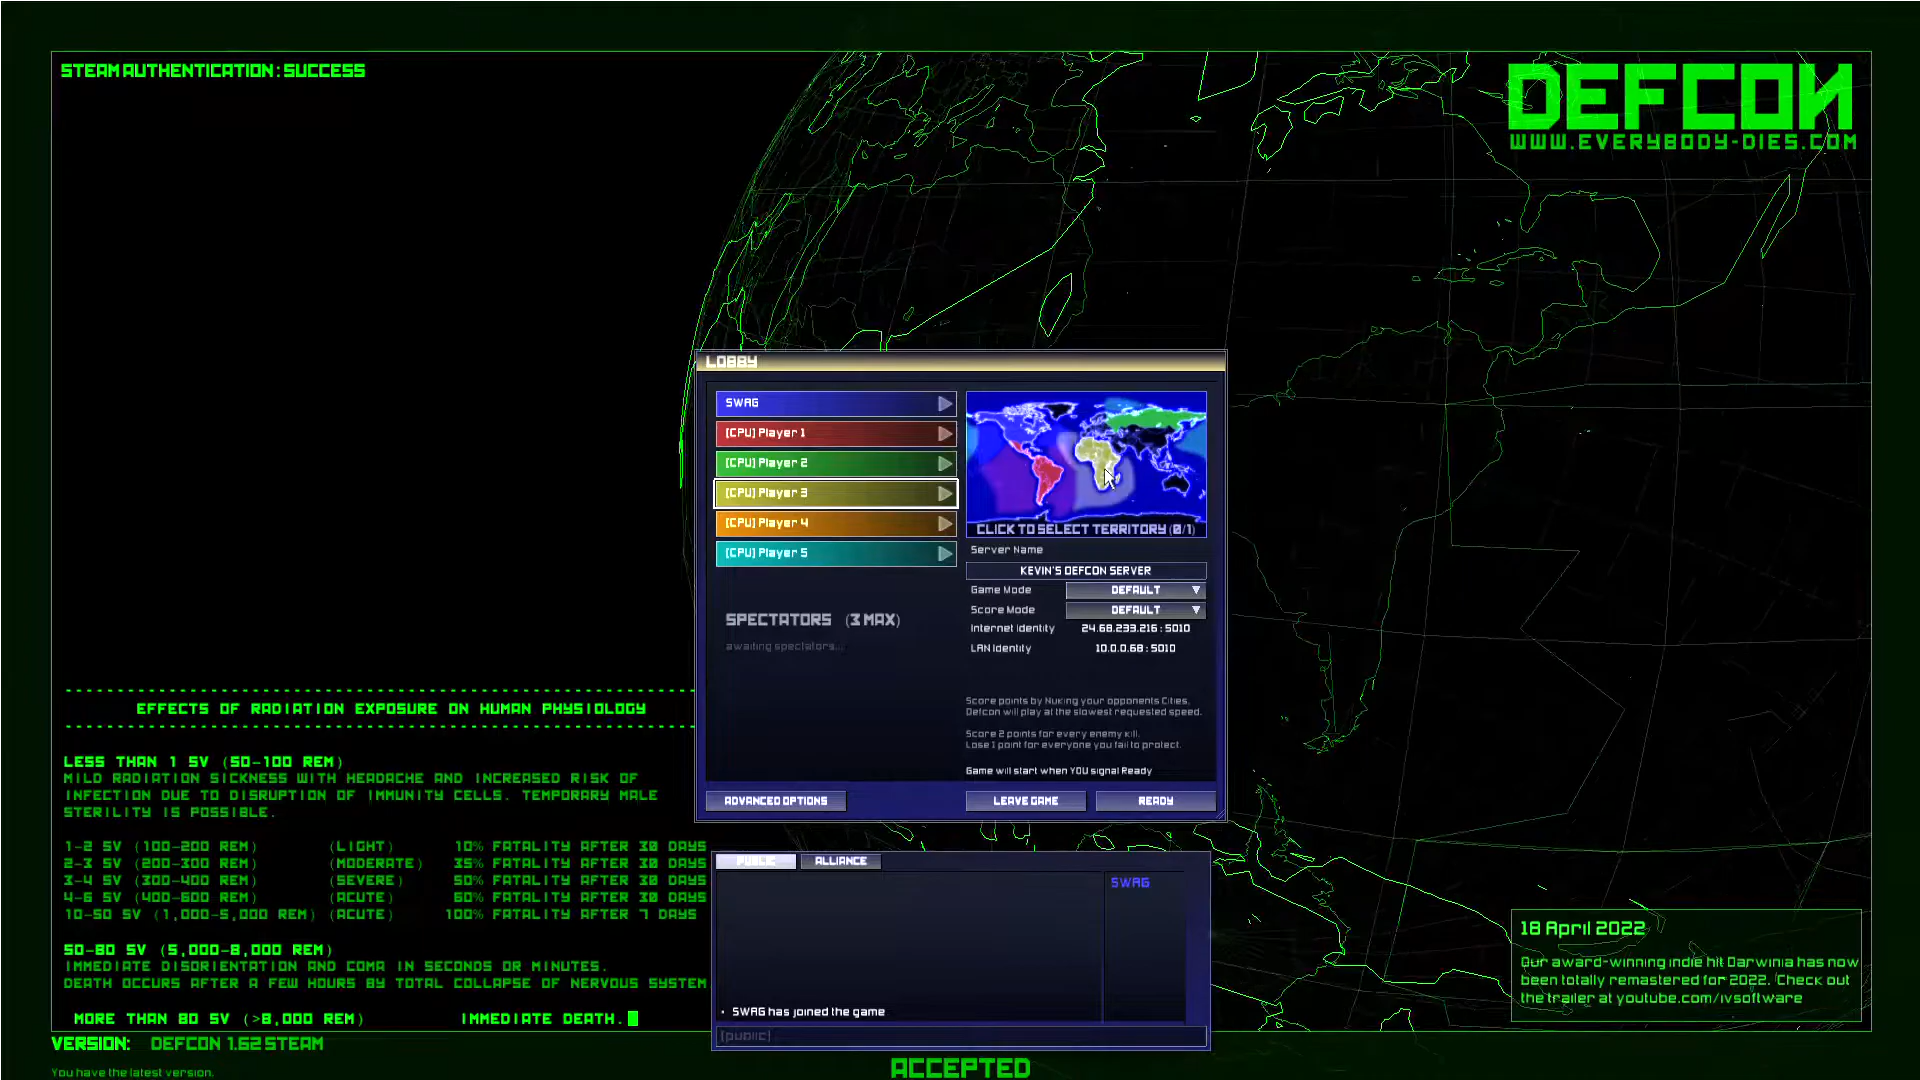 STEAM AUTHENTICATION : SUCCESS
DEFCON
WWW.EVERYBODY-DIES.COM
LOBBY
SWAG
[CPU] Player 1
[CPU] Player 2
[CPU] Player 3
[CPU] Player 4
[CPU] Player 5
SPECTATORS (3 MAX)
awaiting spectators...
CLICK TO SELECT TERRITORY (0/1)
Server Name
KEVIN'S DEFCON SERVER
Game Mode DEFAULT
Score Mode DEFAULT
Internet Identity 24.68.233.216 : 5010
LAN Identity 10.0.0.68 : 5010
Score points by Nuking your opponents Cities.
Defcon will play at the slowest requested speed.
Score 2 points for every enemy kill.
Lose 1 point for everyone you fail to protect.
Game will start when YOU signal Ready
ADVANCED OPTIONS
LEAVE GAME
READY
EFFECTS OF RADIATION EXPOSURE ON HUMAN PHYSIOLOGY
LESS THAN 1 SV (50-100 REM)
MILD RADIATION SICKNESS WITH HEADACHE AND INCREASED RISK OF
INFECTION DUE TO DISRUPTION OF IMMUNITY CELLS. TEMPORARY MALE
STERILITY IS POSSIBLE.
1-2 SV (100-200 REM) (LIGHT) 10% FATALITY AFTER 30 DAYS
2-3 SV (200-300 REM) (MODERATE) 35% FATALITY AFTER 30 DAYS
3-4 SV (300-400 REM) (SEVERE) 50% FATALITY AFTER 30 DAYS
4-6 SV (400-600 REM) (ACUTE) 60% FATALITY AFTER 30 DAYS
10-50 SV (1,000-5,000 REM) (ACUTE) 100% FATALITY AFTER 7 DAYS
50-80 SV (5,000-8,000 REM)
IMMEDIATE DISORIENTATION AND COMA IN SECONDS OR MINUTES.
DEATH OCCURS AFTER A FEW HOURS BY TOTAL COLLAPSE OF NERVOUS SYSTEM
MORE THAN 80 SV (>8,000 REM) IMMEDIATE DEATH.
PUBLIC
ALLIANCE
SWAG
• SWAG has joined the game
[public]
18 April 2022
Our award-winning indie hit Darwinia has now
been totally remastered for 2022. Check out
the trailer at youtube.com/ivsoftware
VERSION: DEFCON 1.62 STEAM
You have the latest version.
ACCEPTED